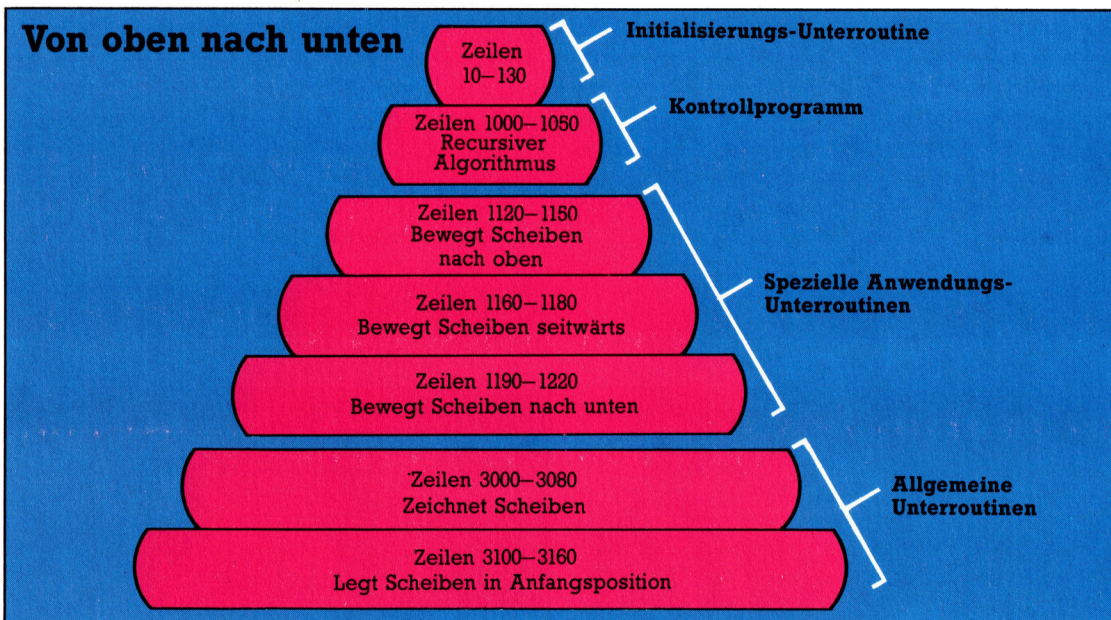 Von oben nach unten
Zeilen
10–130
Initialisierungs-Unterroutine
Zeilen 1000–1050
Recursiver
Algorithmus
Kontrollprogramm
Zeilen 1120–1150
Bewegt Scheiben
nach oben
Zeilen 1160–1180
Bewegt Scheiben seitwärts
Zeilen 1190–1220
Bewegt Scheiben nach unten
Spezielle Anwendungs-
Unterroutinen
Zeilen 3000–3080
Zeichnet Scheiben
Zeilen 3100–3160
Legt Scheiben in Anfangsposition
Allgemeine
Unterroutinen